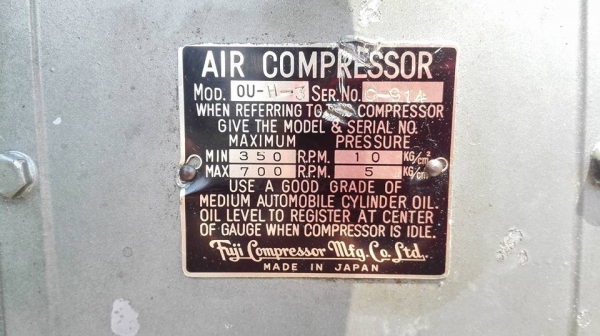 AIR COMPRESSOR
MOD. OU-H-3 SER. NO. C-914
WHEN REFERRING TO COMPRESSOR
GIVE THE MODEL & SERIAL NO.
MAXIMUM PRESSURE
MIN 350 R.P.M. 10 KG/cm²
MAX 700 R.P.M. 5 KG/cm²
USE A GOOD GRADE OF
MEDIUM AUTOMOBILE CYLINDER OIL.
OIL LEVEL TO REGISTER AT CENTER
OF GAUGE WHEN COMPRESSOR IS IDLE.
Fuji Compressor Mfg. Co. Ltd.
MADE IN JAPAN